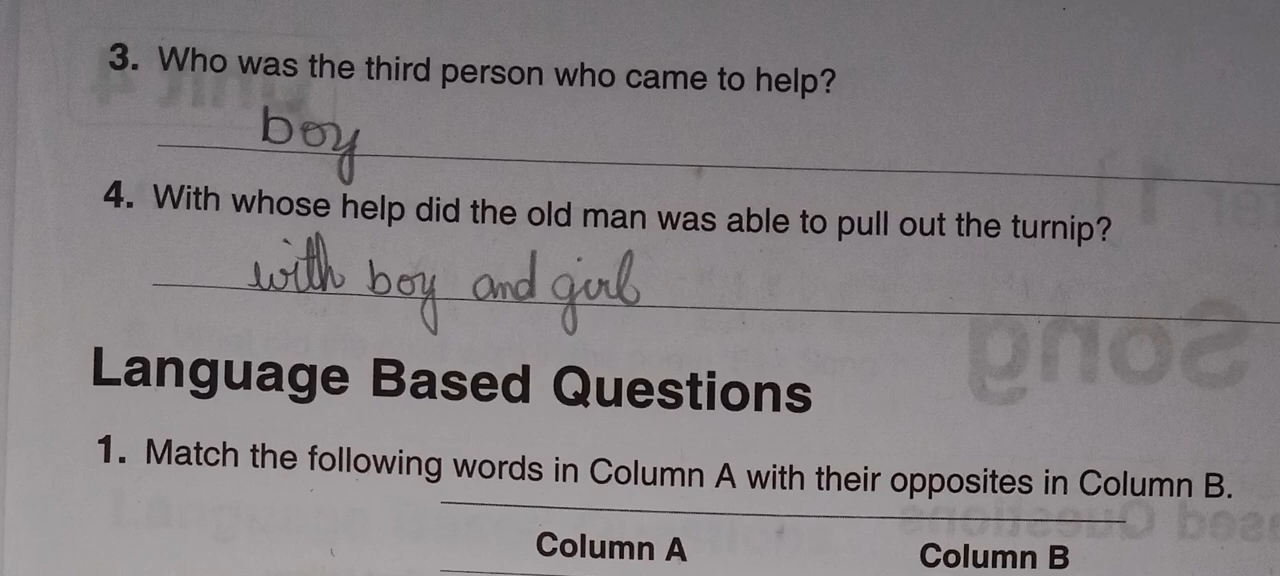 3. Who was the third person who came to help?
boy
4. With whose help did the old man was able to pull out the turnip?
with boy and girl
Language Based Questions
1. Match the following words in Column A with their opposites in Column B.
Column A Column B